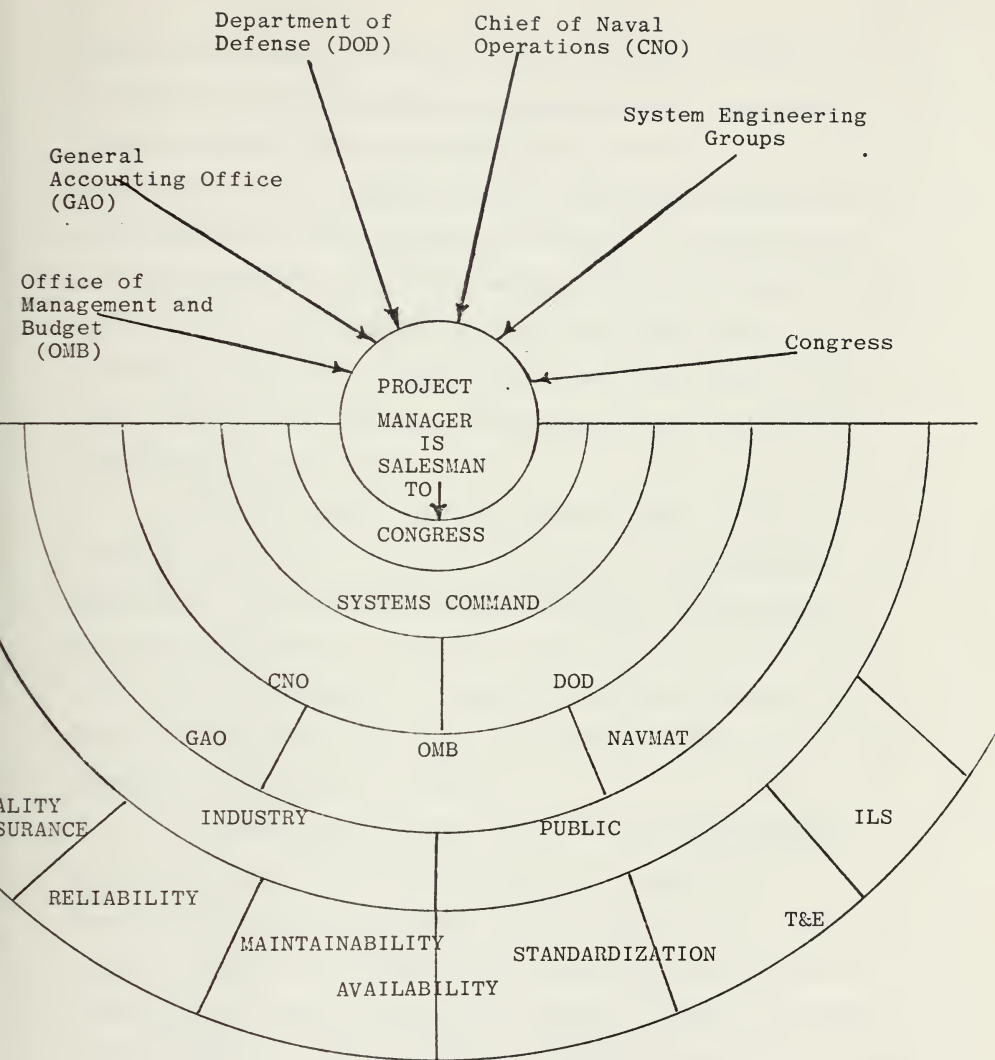 Department of
Defense (DOD)
Chief of Naval
Operations (CNO)
System Engineering
Groups
General
Accounting Office
(GAO)
Office of
Management and
Budget
(OMB)
Congress
PROJECT
MANAGER
IS
SALESMAN
TO
CONGRESS
SYSTEMS COMMAND
CNO
DOD
GAO
OMB
NAVMAT
INDUSTRY
PUBLIC
ALITY
SURANCE
RELIABILITY
MAINTAINABILITY
AVAILABILITY
STANDARDIZATION
T&E
ILS